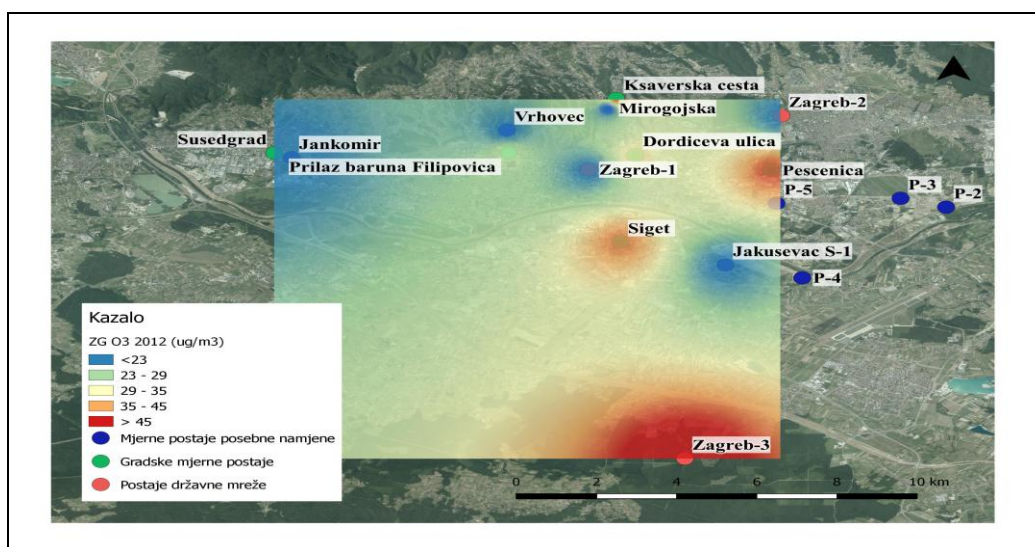 Ksaverska cesta
Mirogojska
Zagreb-2
Vrhovec
Susedgrad
Jankomir
Dordiceva ulica
Prilaz baruna Filipovica
Zagreb-1
Pescenica
P-5
P-3
P-2
Siget
Jakusevac S-1
P-4
Kazalo
ZG O3 2012 (ug/m3)
<23
23 - 29
29 - 35
35 - 45
> 45
Mjerne postaje posebne namjene
Gradske mjerne postaje
Postaje državne mreže
Zagreb-3
0 2 4 6 8 10 km